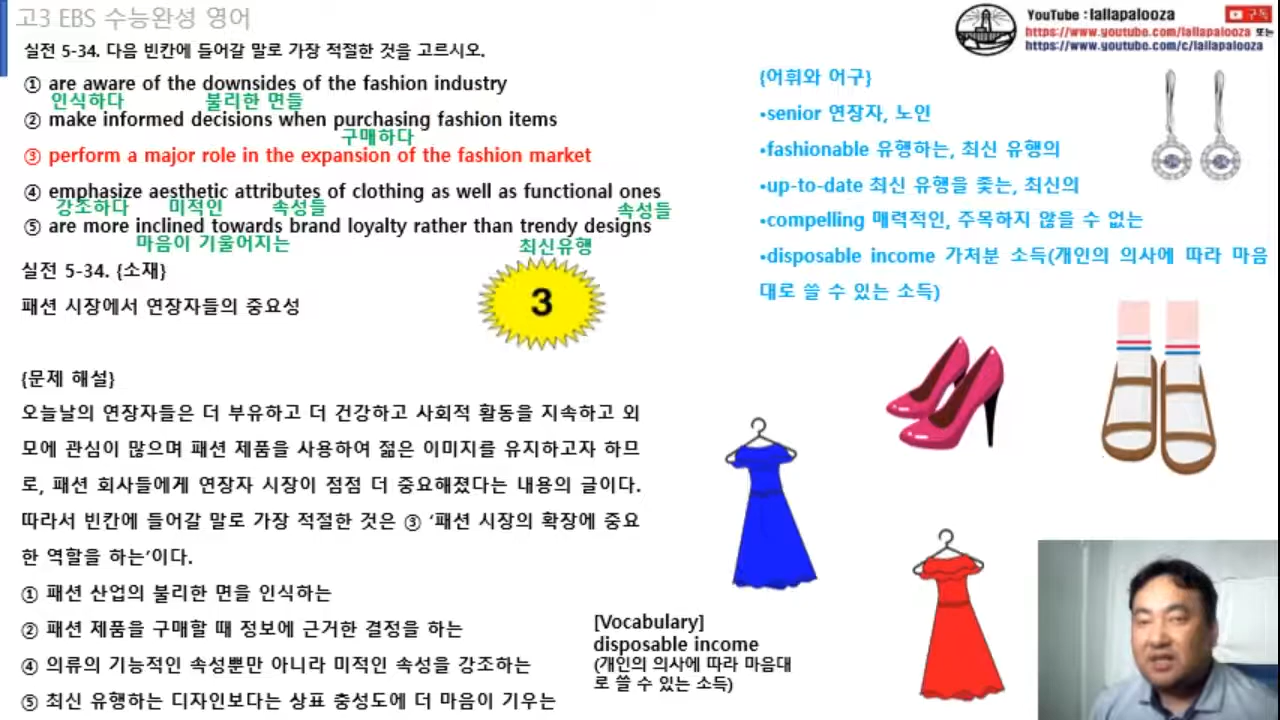 고3 EBS 수능완성 영어
실전 5-34. 다음 빈칸에 들어갈 말로 가장 적절한 것을 고르시오.
① are aware of the downsides of the fashion industry
인식하다 불리한 면들
② make informed decisions when purchasing fashion items
구매하다
③ perform a major role in the expansion of the fashion market
④ emphasize aesthetic attributes of clothing as well as functional ones
강조하다 미적인 속성들 속성들
⑤ are more inclined towards brand loyalty rather than trendy designs
마음이 기울어지는 최신유행
실전 5-34. {소재}
패션 시장에서 연장자들의 중요성
3
{문제 해설}
오늘날의 연장자들은 더 부유하고 더 건강하고 사회적 활동을 지속하고 외
모에 관심이 많으며 패션 제품을 사용하여 젊은 이미지를 유지하고자 하므
로, 패션 회사들에게 연장자 시장이 점점 더 중요해졌다는 내용의 글이다.
따라서 빈칸에 들어갈 말로 가장 적절한 것은 ③ ‘패션 시장의 확장에 중요
한 역할을 하는’이다.
① 패션 산업의 불리한 면을 인식하는
② 패션 제품을 구매할 때 정보에 근거한 결정을 하는
④ 의류의 기능적인 속성뿐만 아니라 미적인 속성을 강조하는
⑤ 최신 유행하는 디자인보다는 상표 충성도에 더 마음이 기우는
YouTube : lallapalooza 구독
https://www.youtube.com/lallapalooza 또는
https://www.youtube.com/c/lallapalooza
{어휘와 어구}
•senior 연장자, 노인
•fashionable 유행하는, 최신 유행의
•up-to-date 최신 유행을 좇는, 최신의
•compelling 매력적인, 주목하지 않을 수 없는
•disposable income 가처분 소득(개인의 의사에 따라 마음
대로 쓸 수 있는 소득)
[Vocabulary]
disposable income
(개인의 의사에 따라 마음대
로 쓸 수 있는 소득)